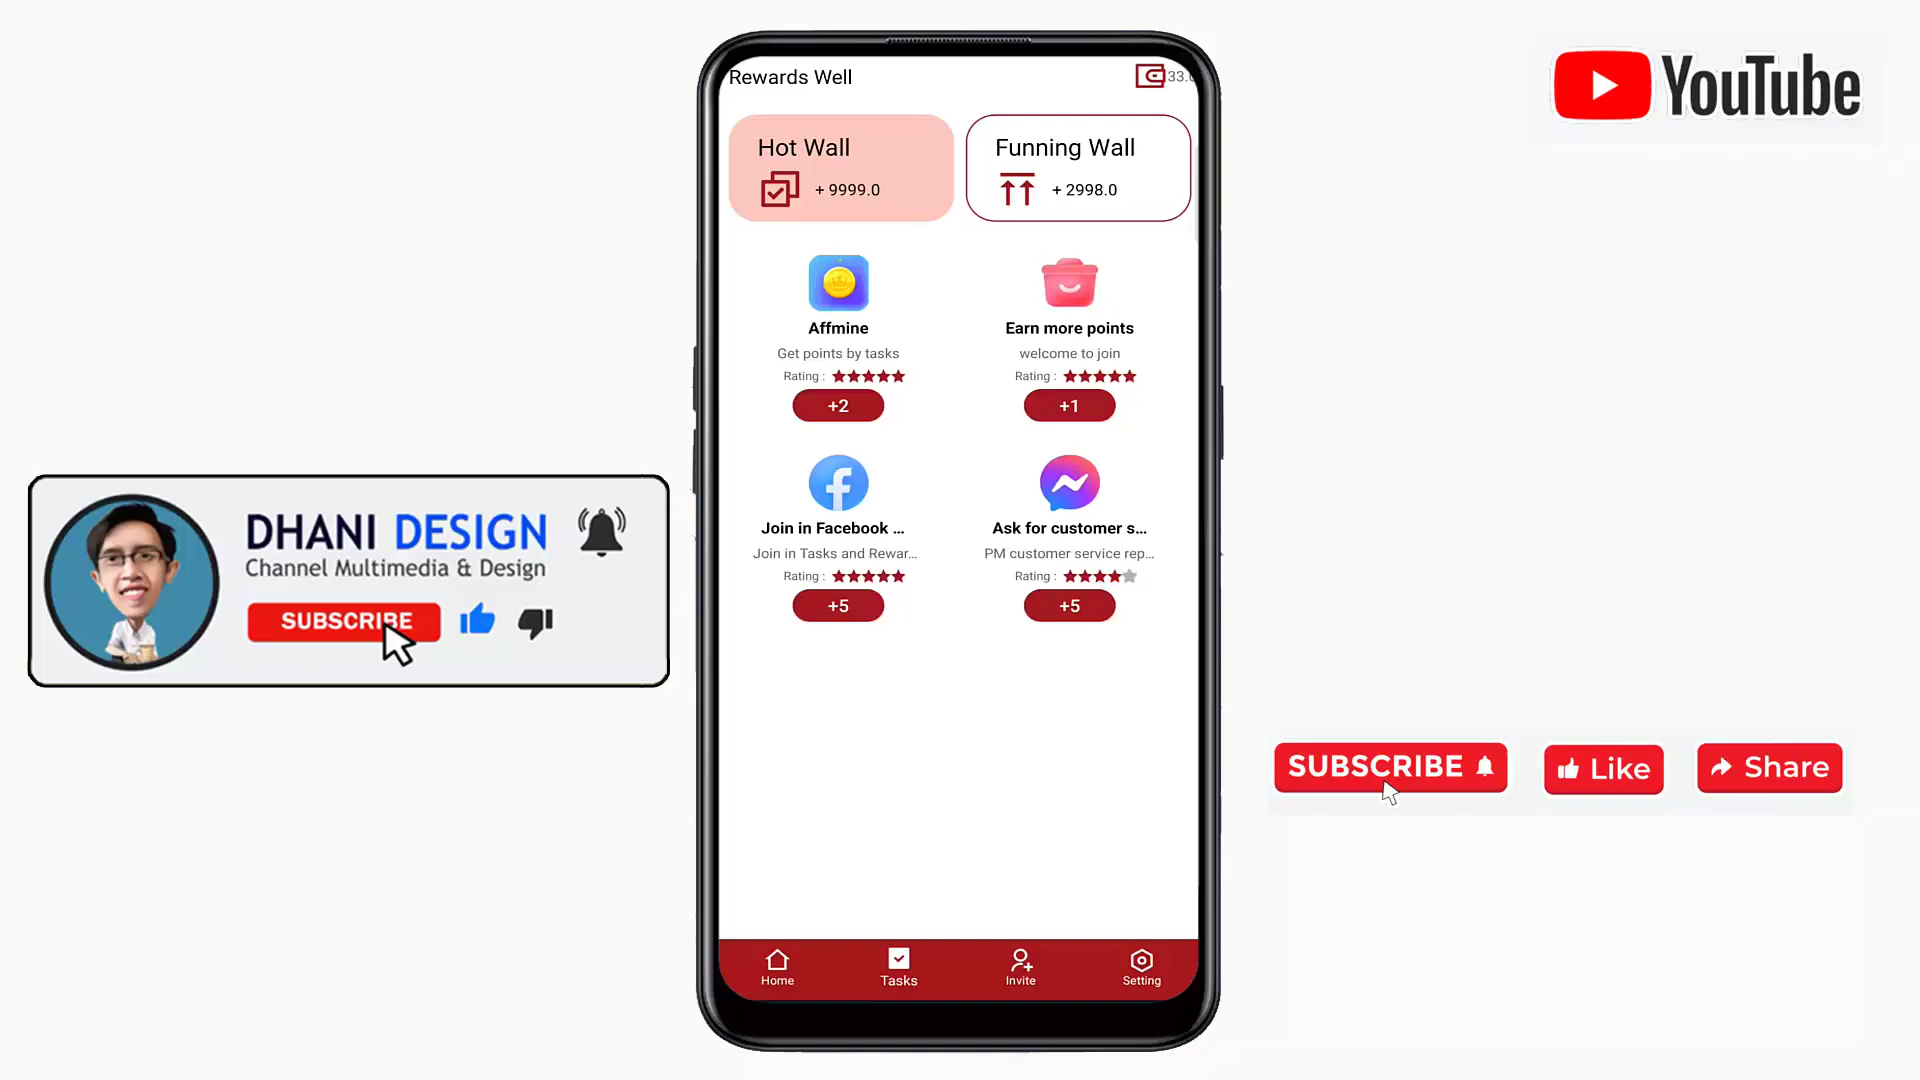 Rewards Well
33.
Hot Wall
+ 9999.0
Funning Wall
+ 2998.0
Affmine
Get points by tasks
Rating :
+2
Earn more points
welcome to join
Rating :
+1
Join in Facebook ...
Join in Tasks and Rewar...
Rating :
+5
Ask for customer s...
PM customer service rep...
Rating :
+5
Home
Tasks
Invite
Setting
DHANI DESIGN
Channel Multimedia & Design
SUBSCRIBE
YouTube
SUBSCRIBE
Like
Share